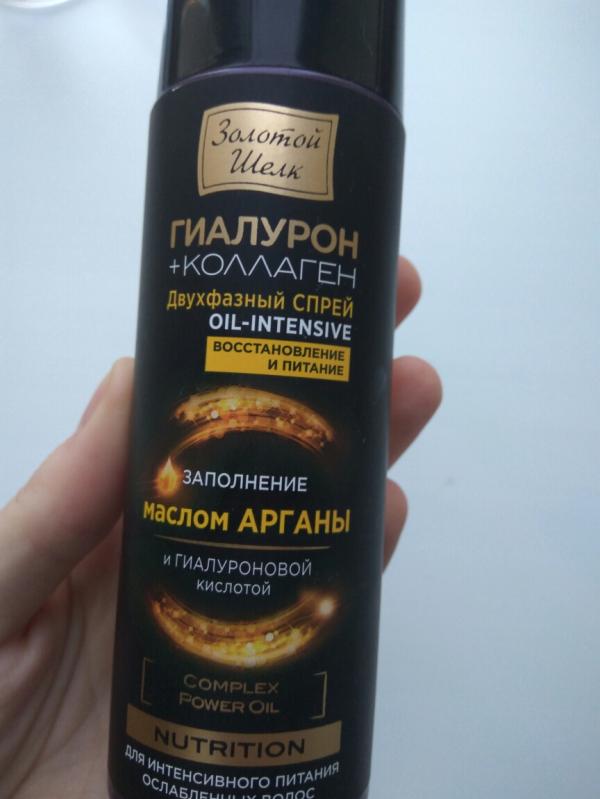 Золотой
Шелк
ГИАЛУРОН
+КОЛЛАГЕН
Двухфазный СПРЕЙ
OIL-INTENSIVE
ВОССТАНОВЛЕНИЕ
И ПИТАНИЕ
ЗАПОЛНЕНИЕ
маслом АРГАНЫ
и ГИАЛУРОНОВОЙ
кислотой
COMPLEX
POWER OIL
NUTRITION
ДЛЯ ИНТЕНСИВНОГО ПИТАНИЯ
ОСЛАБЛЕННЫХ ВОЛОС